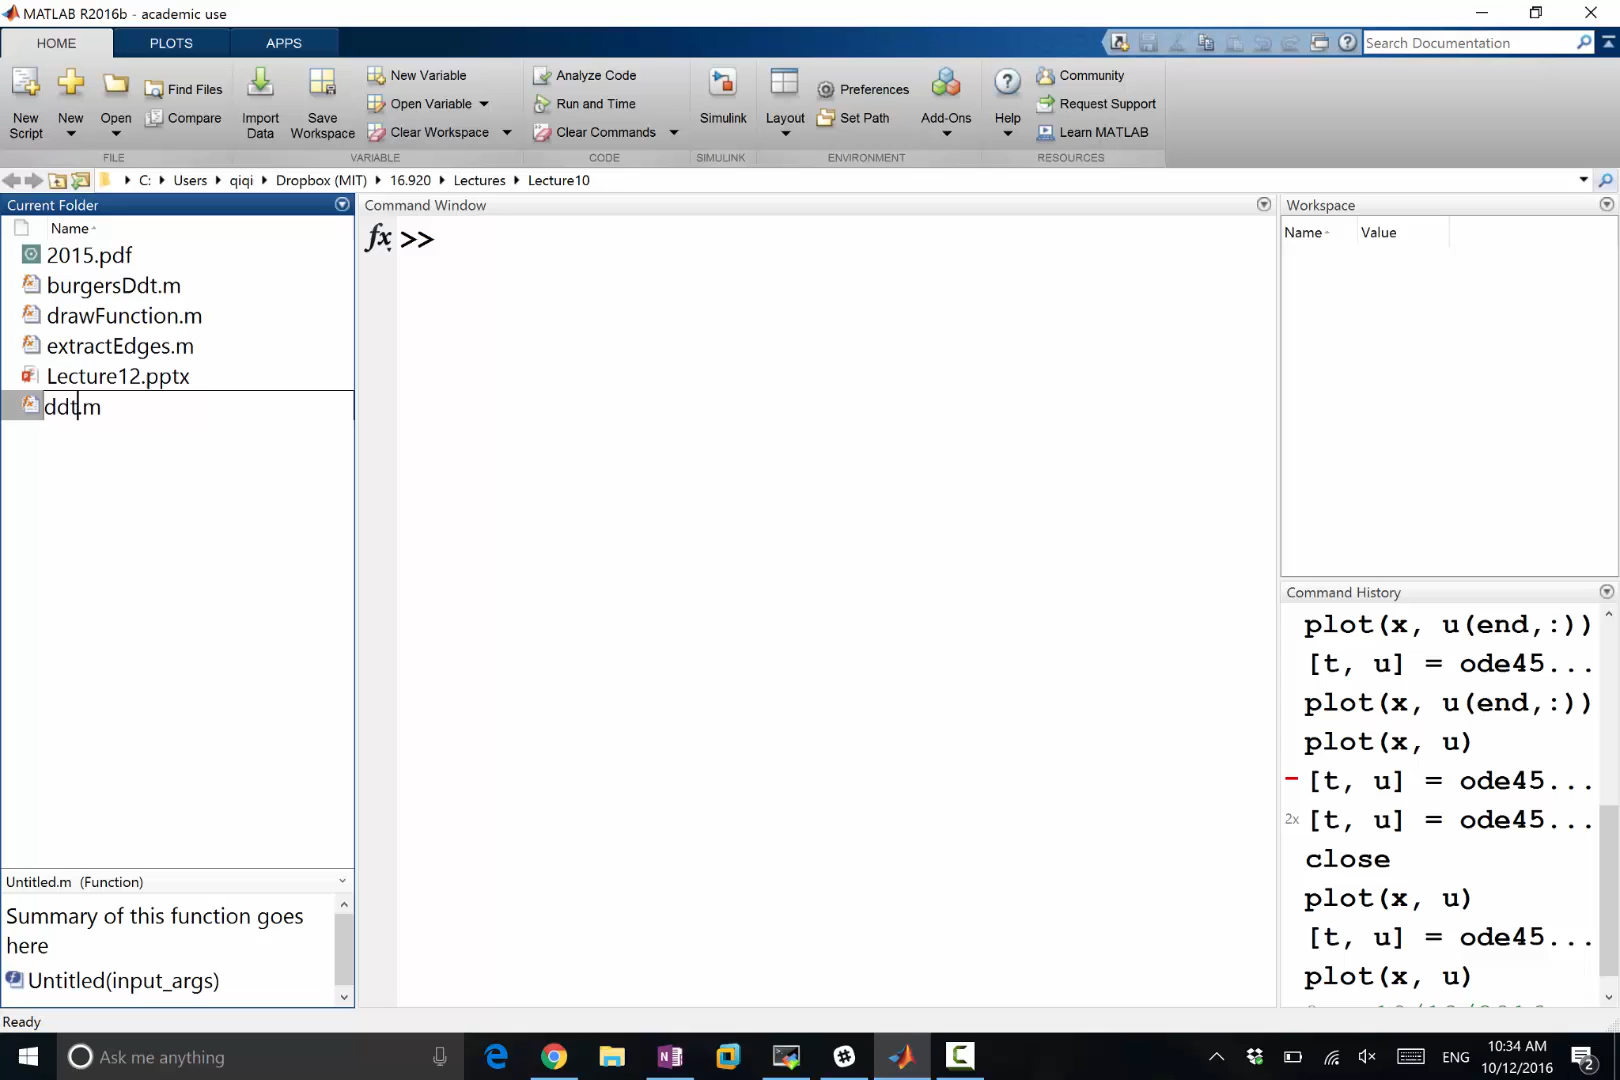 MATLAB R2016b - academic use
HOME PLOTS APPS Search Documentation
New Script New Open Find Files Compare Import Data Save Workspace New Variable Open Variable Clear Workspace Analyze Code Run and Time Clear Commands Simulink Layout Preferences Set Path Add-Ons Help Community Request Support Learn MATLAB
FILE VARIABLE CODE SIMULINK ENVIRONMENT RESOURCES
C: Users qiqi Dropbox (MIT) 16.920 Lectures Lecture10
Current Folder
Name
2015.pdf
burgersDdt.m
drawFunction.m
extractEdges.m
Lecture12.pptx
ddt.m
Untitled.m (Function)
Summary of this function goes
here
Untitled(input_args)
Command Window
fx >>
Workspace
Name Value
Command History
plot(x, u(end,:))
[t, u] = ode45...
plot(x, u(end,:))
plot(x, u)
[t, u] = ode45...
2x [t, u] = ode45...
close
plot(x, u)
[t, u] = ode45...
plot(x, u)
Ready
Ask me anything
ENG
10:34 AM
10/12/2016
2